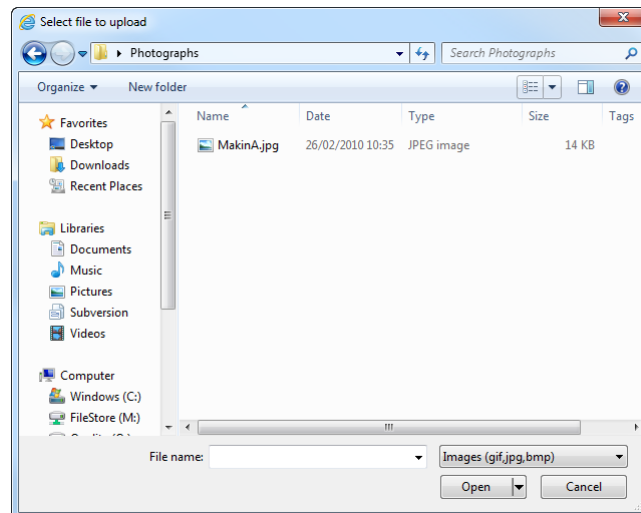 Select file to upload
Photographs
Search Photographs
Organize New folder
Name Date Type Size Tags
MakinA.jpg 26/02/2010 10:35 JPEG image 14 KB
Favorites
Desktop
Downloads
Recent Places
Libraries
Documents
Music
Pictures
Subversion
Videos
Computer
Windows (C:)
FileStore (M:)
File name:
Images (gif,jpg,bmp)
Open Cancel